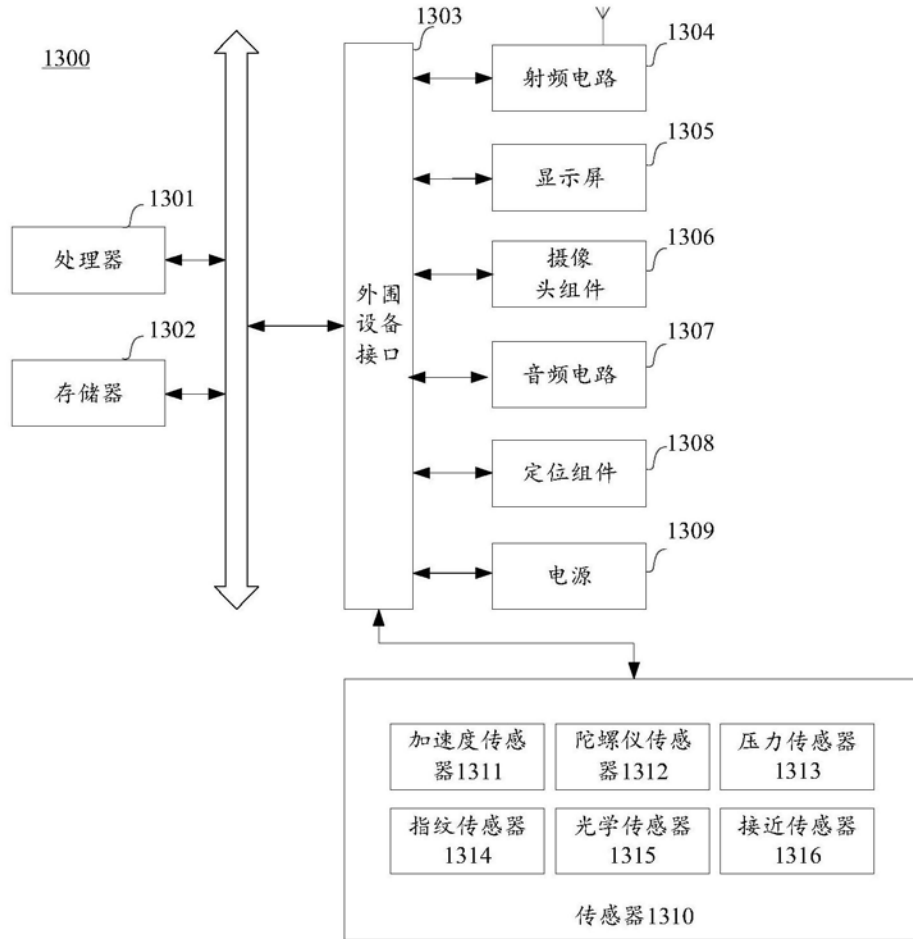 1300
1301
处理器
1302
存储器
1303
外围
设备
接口
1304
射频电路
1305
显示屏
1306
摄像
头组件
1307
音频电路
1308
定位组件
1309
电源
加速度传感
器1311
陀螺仪传感
器1312
压力传感器
1313
指纹传感器
1314
光学传感器
1315
接近传感器
1316
传感器1310